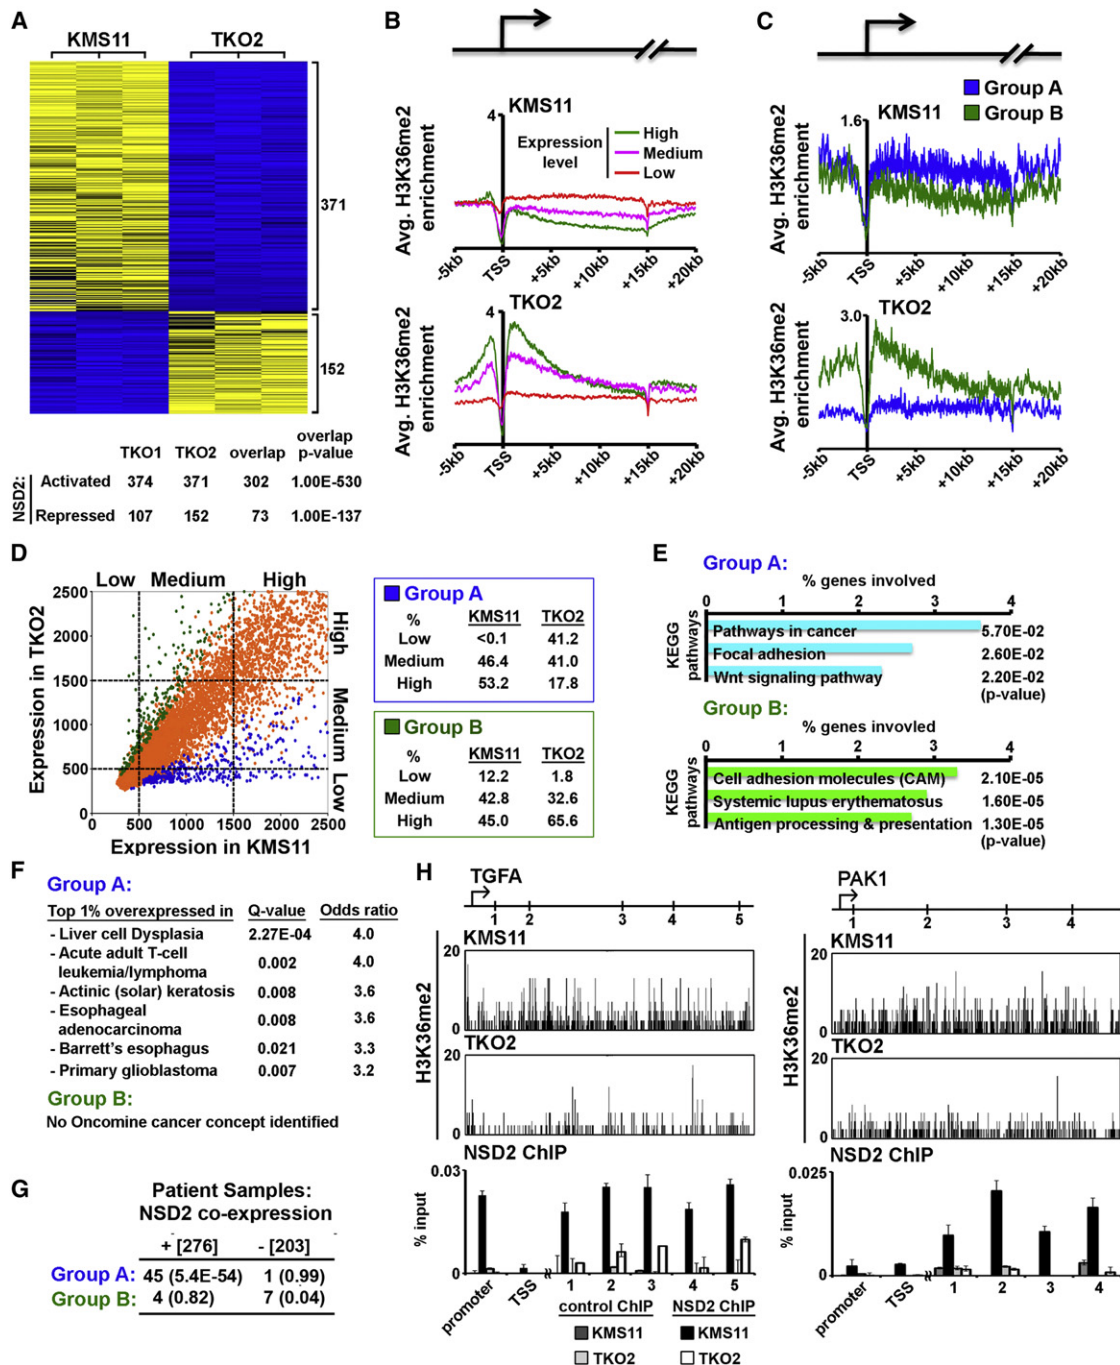 A
KMS11 TKO2
371
152
TKO1 TKO2 overlap overlap p-value
NSD2:
Activated 374 371 302 1.00E-530
Repressed 107 152 73 1.00E-137
B
KMS11
4
Avg. H3K36me2 enrichment
Expression level
High
Medium
Low
-5kb TSS +5kb +10kb +15kb +20kb
TKO2
4
Avg. H3K36me2 enrichment
-5kb TSS +5kb +10kb +15kb +20kb
C
Group A
Group B
KMS11
1.6
Avg. H3K36me2 enrichment
-5kb TSS +5kb +10kb +15kb +20kb
TKO2
3.0
Avg. H3K36me2 enrichment
-5kb TSS +5kb +10kb +15kb +20kb
D
Low Medium High
2500
2000
1500
1000
500
0
Expression in TKO2
High
Medium
Low
0 500 1000 1500 2000 2500
Expression in KMS11
Group A
% KMS11 TKO2
Low <0.1 41.2
Medium 46.4 41.0
High 53.2 17.8
Group B
% KMS11 TKO2
Low 12.2 1.8
Medium 42.8 32.6
High 45.0 65.6
E
Group A:
% genes involved
0 1 2 3 4
KEGG pathways
Pathways in cancer 5.70E-02
Focal adhesion 2.60E-02
Wnt signaling pathway 2.20E-02
(p-value)
Group B:
% genes involved
0 1 2 3 4
KEGG pathways
Cell adhesion molecules (CAM) 2.10E-05
Systemic lupus erythematosus 1.60E-05
Antigen processing & presentation 1.30E-05
(p-value)
F
Group A:
Top 1% overexpressed in Q-value Odds ratio
- Liver cell Dysplasia 2.27E-04 4.0
- Acute adult T-cell
leukemia/lymphoma 0.002 4.0
- Actinic (solar) keratosis 0.008 3.6
- Esophageal
adenocarcinoma 0.008 3.6
- Barrett's esophagus 0.021 3.3
- Primary glioblastoma 0.007 3.2
Group B:
No Oncomine cancer concept identified
G
Patient Samples:
NSD2 co-expression
+ [276] - [203]
Group A: 45 (5.4E-54) 1 (0.99)
Group B: 4 (0.82) 7 (0.04)
H
TGFA
1 2 3 4 5
KMS11
20
0
H3K36me2
TKO2
20
0
NSD2 ChIP
0.03
% input
0
promoter TSS 1 2 3 4 5
control ChIP NSD2 ChIP
KMS11 KMS11
TKO2 TKO2
PAK1
1 2 3 4
KMS11
20
0
H3K36me2
TKO2
20
0
NSD2 ChIP
0.025
% input
0
promoter TSS 1 2 3 4